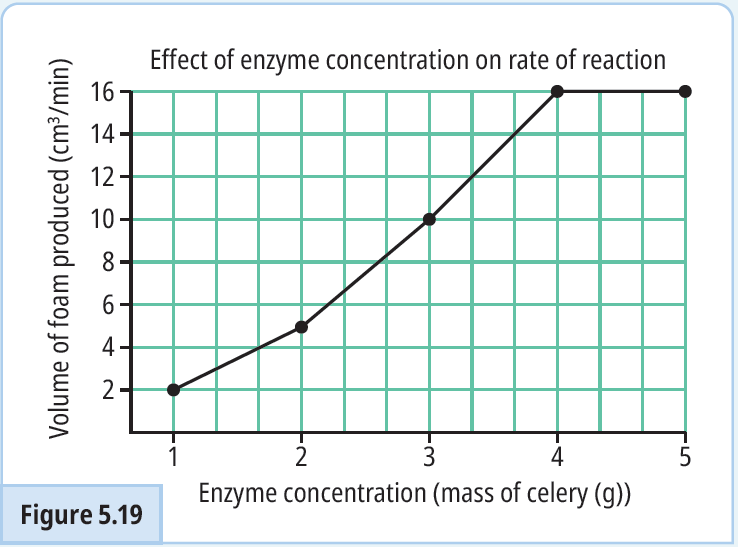 Effect of enzyme concentration on rate of reaction
Volume of foam produced (cm³/min)
16
14
12
10
8
6
4
2
1 2 3 4 5
Enzyme concentration (mass of celery (g))
Figure 5.19